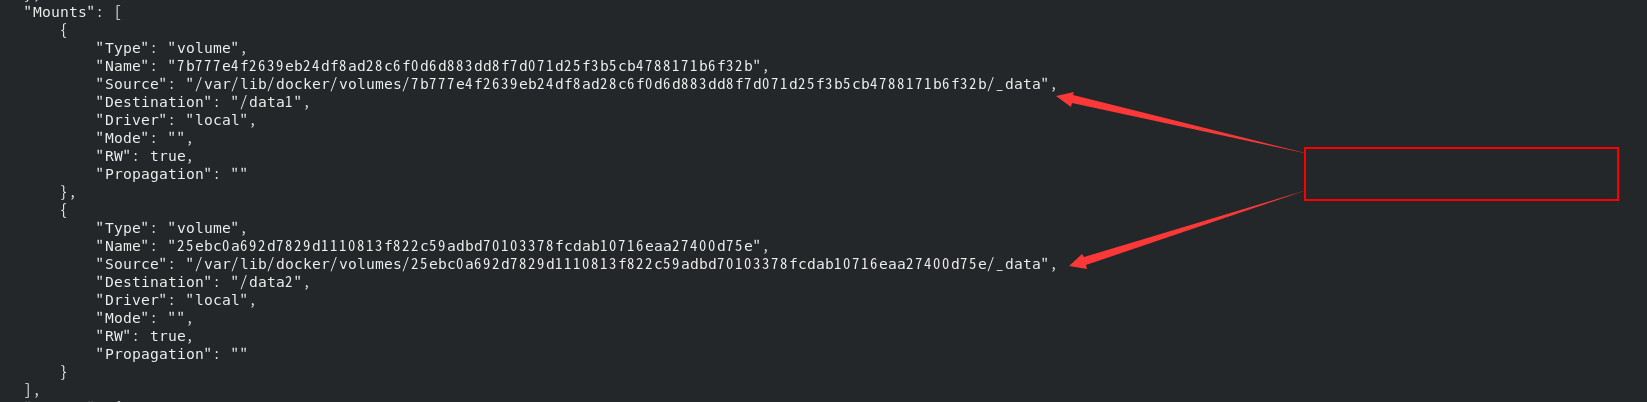 "Mounts": [
{
"Type": "volume",
"Name": "7b777e4f2639eb24df8ad28c6f0d6d883dd8f7d071d25f3b5cb4788171b6f32b",
"Source": "/var/lib/docker/volumes/7b777e4f2639eb24df8ad28c6f0d6d883dd8f7d071d25f3b5cb4788171b6f32b/_data",
"Destination": "/data1",
"Driver": "local",
"Mode": "",
"RW": true,
"Propagation": ""
},
{
"Type": "volume",
"Name": "25ebc0a692d7829d1110813f822c59adbd70103378fcdab10716eaa27400d75e",
"Source": "/var/lib/docker/volumes/25ebc0a692d7829d1110813f822c59adbd70103378fcdab10716eaa27400d75e/_data",
"Destination": "/data2",
"Driver": "local",
"Mode": "",
"RW": true,
"Propagation": ""
}
],